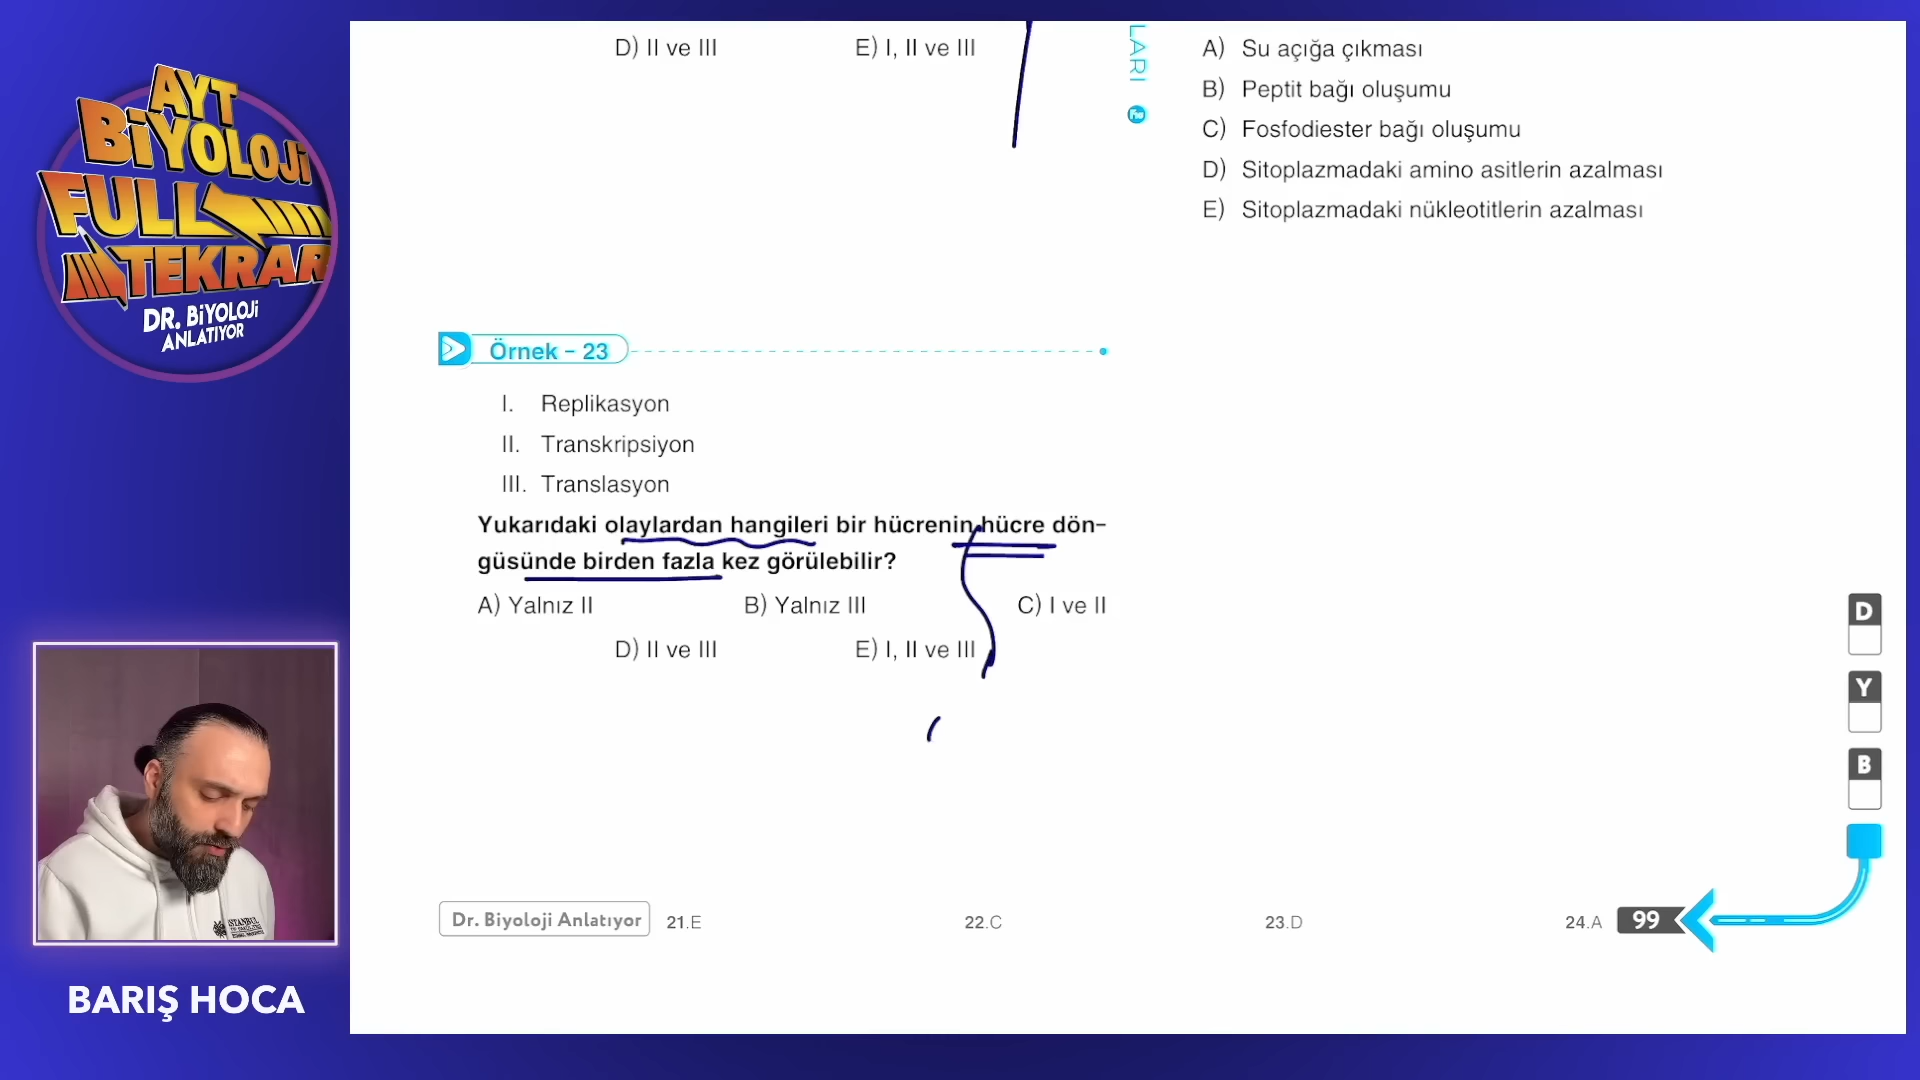 AYT
BİYOLOJİ
FULL
TEKRAR
DR. BİYOLOJİ
ANLATIYOR
D) II ve III E) I, II ve III
LARI
A) Su açığa çıkması
B) Peptit bağı oluşumu
C) Fosfodiester bağı oluşumu
D) Sitoplazmadaki amino asitlerin azalması
E) Sitoplazmadaki nükleotitlerin azalması
Örnek – 23
I. Replikasyon
II. Transkripsiyon
III. Translasyon
Yukarıdaki olaylardan hangileri bir hücrenin hücre dön-
güsünde birden fazla kez görülebilir?
A) Yalnız II B) Yalnız III C) I ve II
D) II ve III E) I, II ve III
D
Y
B
Dr. Biyoloji Anlatıyor 21.E 22.C 23.D 24.A 99
İSTANBUL
BARIŞ HOCA